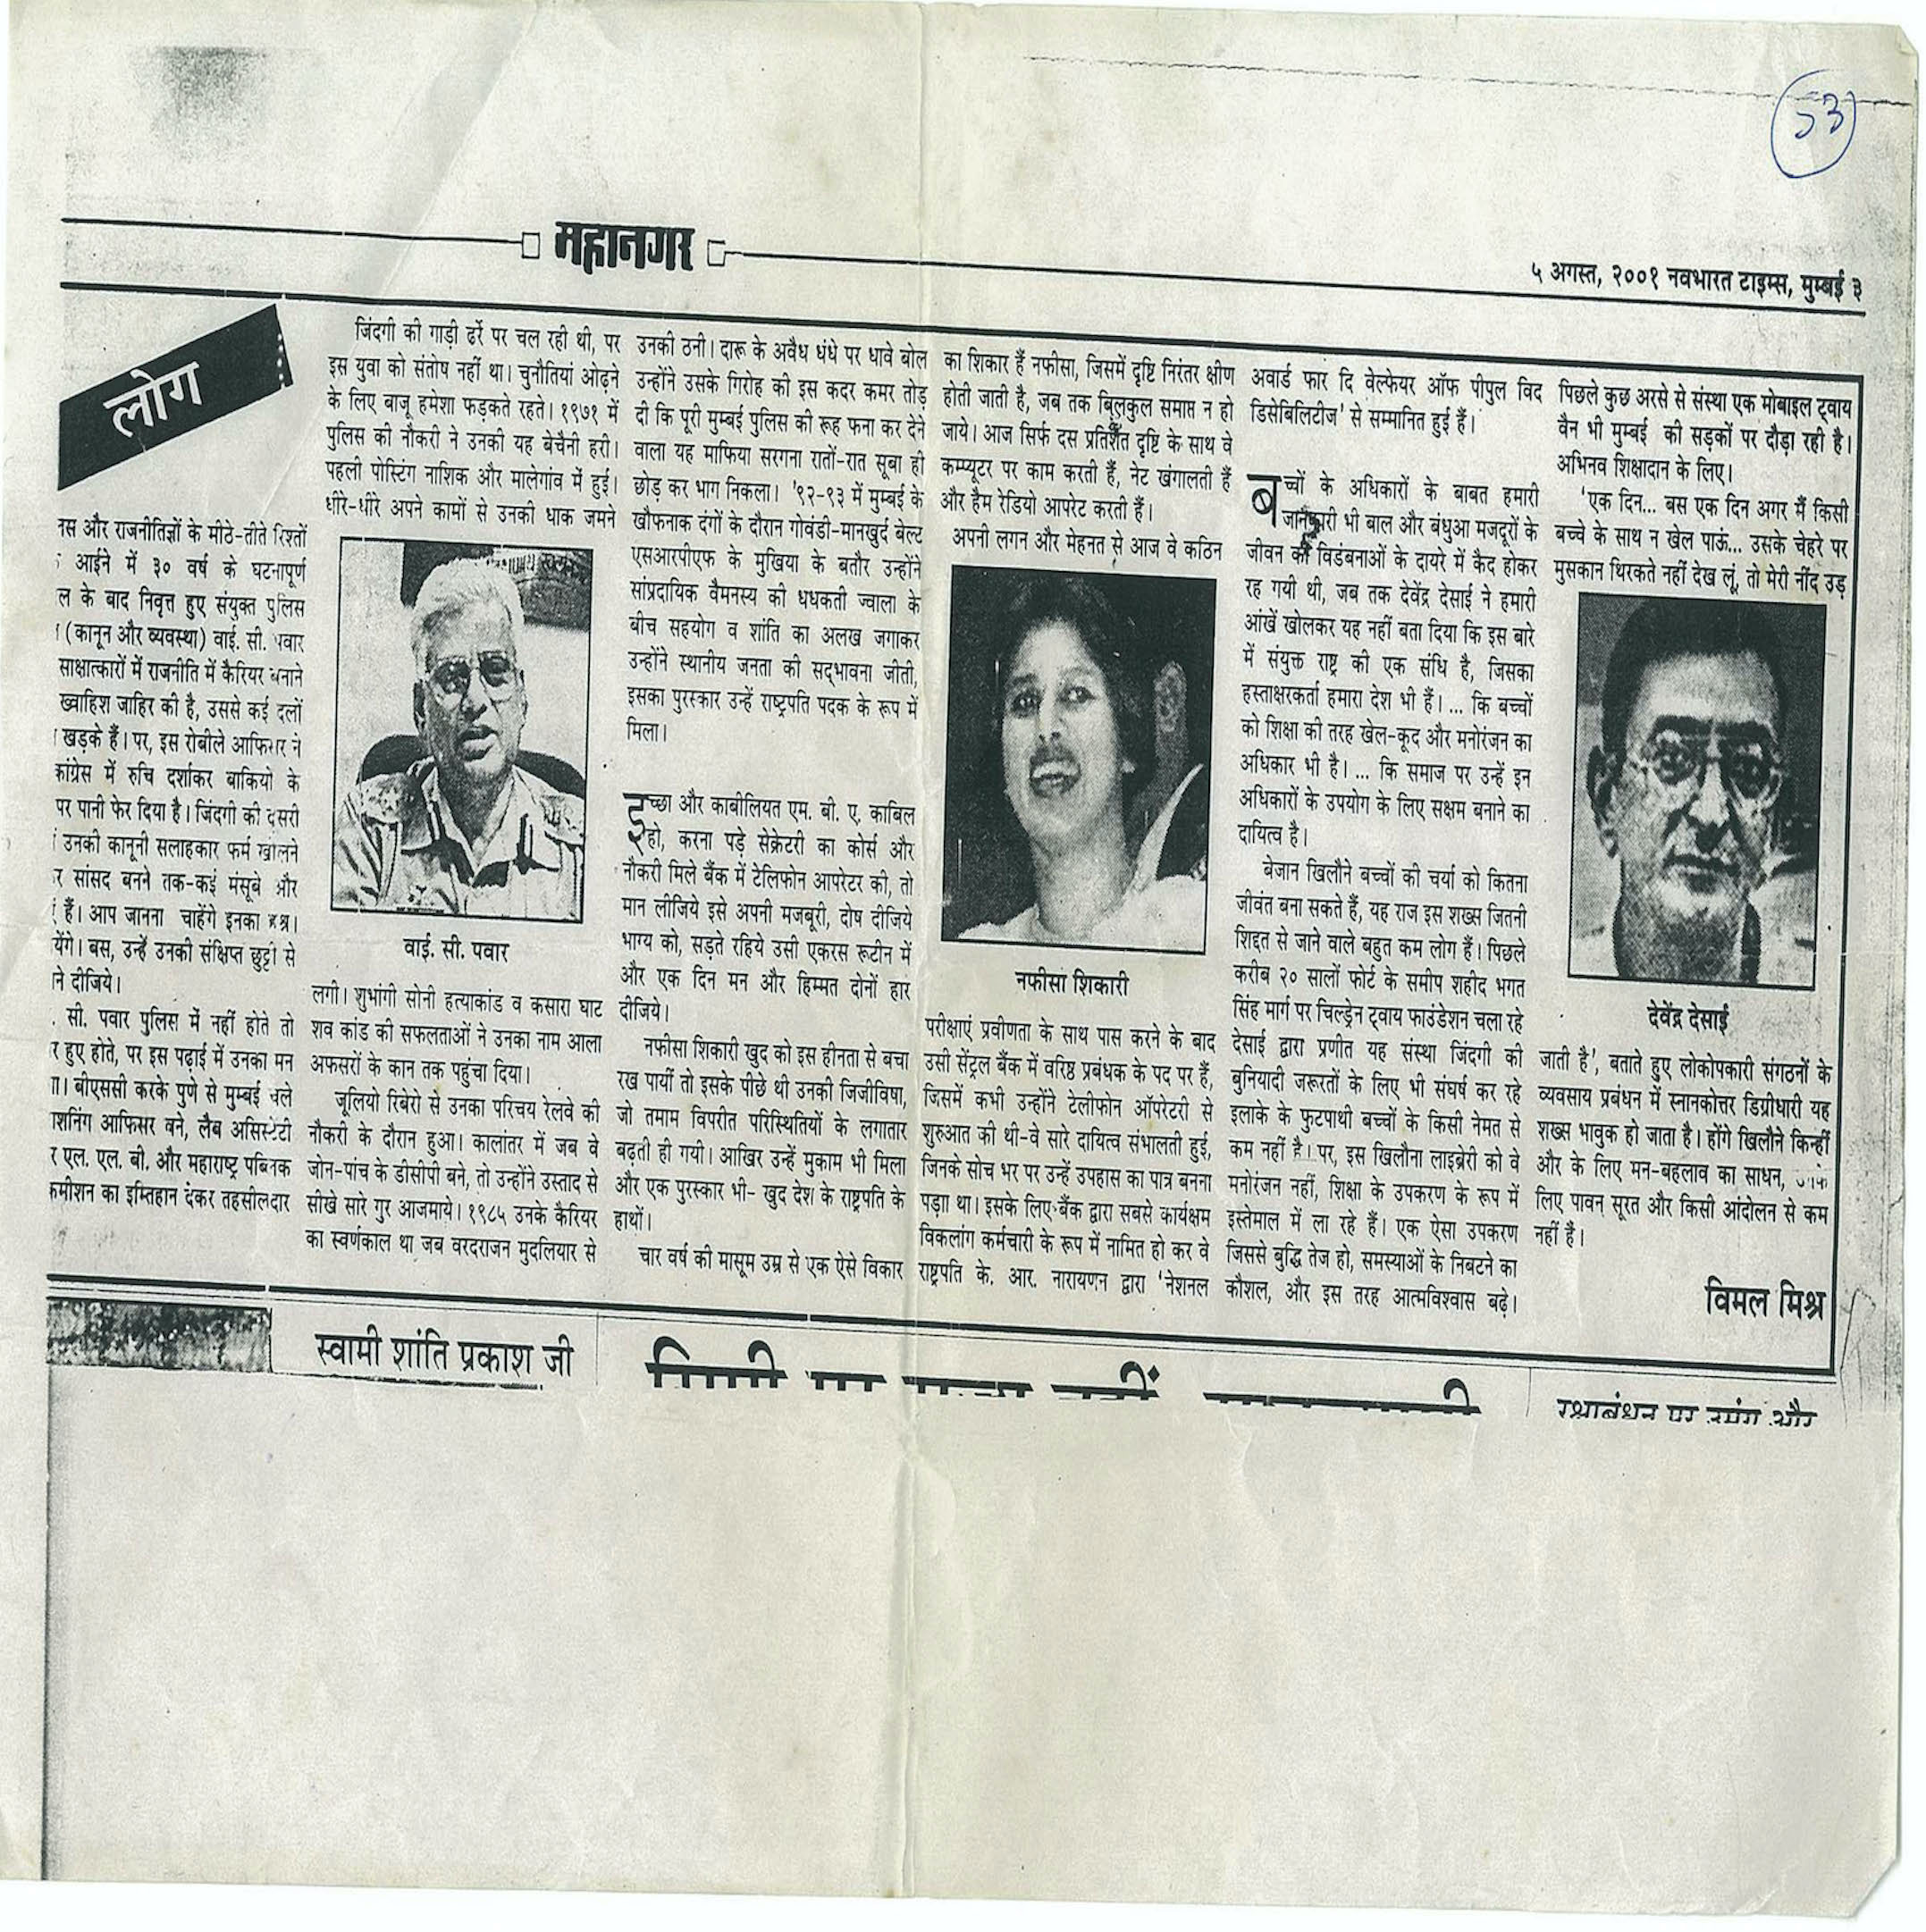 53
महानगर
५ अगस्त, २००१ नवभारत टाइम्स, मुम्बई ३
लोग
और राजनीतिज्ञों के मीठे-तीते रिश्तों
आईने में ३० वर्ष के घटनापूर्ण
ल के बाद निवृत्त हुए संयुक्त पुलिस
(कानून और व्यवस्था) वाई. सी. पवार
साक्षात्कारों में राजनीति में कैरियर बनाने
ख्वाहिश जाहिर की है, उससे कई दलों
खड़के हैं। पर, इस रोबीले आफिसर ने
कांग्रेस में रुचि दर्शाकर बाकियों के
पर पानी फेर दिया है। जिंदगी की दूसरी
उनकी कानूनी सलाहकार फर्म खोलने
र सांसद बनने तक-कई मंसूबे और
हैं। आप जानना चाहेंगे इनका हश्र।
येंगे। बस, उन्हें उनकी संक्षिप्त छुट्टी से
ने दीजिये।
. सी. पवार पुलिस में नहीं होते तो
र हुए होते, पर इस पढ़ाई में उनका मन
ा। बीएससी करके पुणे से मुम्बई चले
शनिंग आफिसर बने, लैब असिस्टेंटी
र एल. एल. बी. और महाराष्ट्र पब्लिक
कमीशन का इम्तिहान देकर तहसीलदार
जिंदगी की गाड़ी ढर्रे पर चल रही थी, पर
इस युवा को संतोष नहीं था। चुनौतियां ओढ़ने
के लिए बाजू हमेशा फड़कते रहते। १९७१ में
पुलिस की नौकरी ने उनकी यह बेचैनी हरी।
पहली पोस्टिंग नाशिक और मालेगांव में हुई।
धीरे-धीरे अपने कामों से उनकी धाक जमने
वाई. सी. पवार
लगी। शुभांगी सोनी हत्याकांड व कसारा घाट
शव कांड की सफलताओं ने उनका नाम आला
अफसरों के कान तक पहुंचा दिया।
जूलियो रिबेरो से उनका परिचय रेलवे की
नौकरी के दौरान हुआ। कालांतर में जब वे
जोन-पांच के डीसीपी बने, तो उन्होंने उस्ताद से
सीखे सारे गुर आजमाये। १९८५ उनके कैरियर
का स्वर्णकाल था जब वरदराजन मुदलियार से
उनकी ठनी। दारू के अवैध धंधे पर धावे बोल
उन्होंने उसके गिरोह की इस कदर कमर तोड़
दी कि पूरी मुम्बई पुलिस की रूह फना कर देने
वाला यह माफिया सरगना रातों-रात सूबा ही
छोड़ कर भाग निकला। '९२-९३ में मुम्बई के
खौफनाक दंगों के दौरान गोवंडी-मानखुर्द बेल्ट
एसआरपीएफ के मुखिया के बतौर उन्होंने
सांप्रदायिक वैमनस्य की धधकती ज्वाला के
बीच सहयोग व शांति का अलख जगाकर
उन्होंने स्थानीय जनता की सद्‌भावना जीती,
इसका पुरस्कार उन्हें राष्ट्रपति पदक के रूप में
मिला।
इच्छा और काबीलियत एम. बी. ए. काबिल
हो, करना पड़े सेक्रेटरी का कोर्स और
नौकरी मिले बैंक में टेलिफोन आपरेटर की, तो
मान लीजिये इसे अपनी मजबूरी, दोष दीजिये
भाग्य को, सड़ते रहिये उसी एकरस रूटीन में
और एक दिन मन और हिम्मत दोनों हार
दीजिये।
नफीसा शिकारी खुद को इस हीनता से बचा
रख पायीं तो इसके पीछे थी उनकी जिजीविषा,
जो तमाम विपरीत परिस्थितियों के लगातार
बढ़ती ही गयी। आखिर उन्हें मुकाम भी मिला
और एक पुरस्कार भी- खुद देश के राष्ट्रपति के
हाथों।
चार वर्ष की मासूम उम्र से एक ऐसे विकार
का शिकार हैं नफीसा, जिसमें दृष्टि निरंतर क्षीण
होती जाती है, जब तक बिलकुल समाप्त न हो
जाये। आज सिर्फ दस प्रतिशत दृष्टि के साथ वे
कम्प्यूटर पर काम करती हैं, नेट खंगालती हैं
और हैम रेडियो आपरेट करती हैं।
अपनी लगन और मेहनत से आज वे कठिन
नफीसा शिकारी
परीक्षाएं प्रवीणता के साथ पास करने के बाद
उसी सेंट्रल बैंक में वरिष्ठ प्रबंधक के पद पर हैं,
जिसमें कभी उन्होंने टेलीफोन ऑपरेटरी से
शुरुआत की थी-वे सारे दायित्व संभालती हुई,
जिनके सोच भर पर उन्हें उपहास का पात्र बनना
पड़ाा था। इसके लिए बैंक द्वारा सबसे कार्यक्षम
विकलांग कर्मचारी के रूप में नामित हो कर वे
राष्ट्रपति के. आर. नारायणन द्वारा 'नेशनल
अवार्ड फार दि वेल्फेयर ऑफ पीपुल विद
डिसेबिलिटीज' से सम्मानित हुई हैं।
बच्चों के अधिकारों के बाबत हमारी
जानकारी भी बाल और बंधुआ मजदूरों के
जीवन की विडंबनाओं के दायरे में कैद होकर
रह गयी थी, जब तक देवेंद्र देसाई ने हमारी
आंखें खोलकर यह नहीं बता दिया कि इस बारे
में संयुक्त राष्ट्र की एक संधि है, जिसका
हस्ताक्षरकर्ता हमारा देश भी हैं। ... कि बच्चों
को शिक्षा की तरह खेल-कूद और मनोरंजन का
अधिकार भी है। ... कि समाज पर उन्हें इन
अधिकारों के उपयोग के लिए सक्षम बनाने का
दायित्व है।
बेजान खिलौने बच्चों की चर्या को कितना
जीवंत बना सकते हैं, यह राज इस शख्स जितनी
शिद्दत से जाने वाले बहुत कम लोग हैं। पिछले
करीब २० सालों फोर्ट के समीप शहीद भगत
सिंह मार्ग पर चिल्ड्रेन ट्वाय फाउंडेशन चला रहे
देसाई द्वारा प्रणीत यह संस्था जिंदगी की
बुनियादी जरूरतों के लिए भी संघर्ष कर रहे
इलाके के फुटपाथी बच्चों के किसी नेमत से
कम नहीं है। पर, इस खिलौना लाइब्रेरी को वे
मनोरंजन नहीं, शिक्षा के उपकरण के रूप में
इस्तेमाल में ला रहे हैं। एक ऐसा उपकरण
जिससे बुद्धि तेज हो, समस्याओं के निबटने का
कौशल, और इस तरह आत्मविश्वास बढ़े।
पिछले कुछ अरसे से संस्था एक मोबाइल ट्वाय
वैन भी मुम्बई की सड़कों पर दौड़ा रही है।
अभिनव शिक्षादान के लिए।
'एक दिन... बस एक दिन अगर मैं किसी
बच्चे के साथ न खेल पाऊं... उसके चेहरे पर
मुसकान थिरकते नहीं देख लूं, तो मेरी नींद उड़
देवेंद्र देसाई
जाती है', बताते हुए लोकोपकारी संगठनों के
व्यवसाय प्रबंधन में स्नानकोत्तर डिग्रीधारी यह
शख्स भावुक हो जाता है। होंगे खिलौने किन्हीं
और के लिए मन-बहलाव का साधन,
लिए पावन सूरत और किसी आंदोलन से कम
नहीं है।
विमल मिश्र
स्वामी शांति प्रकाश जी
रक्षाबंधन पर उमंग और